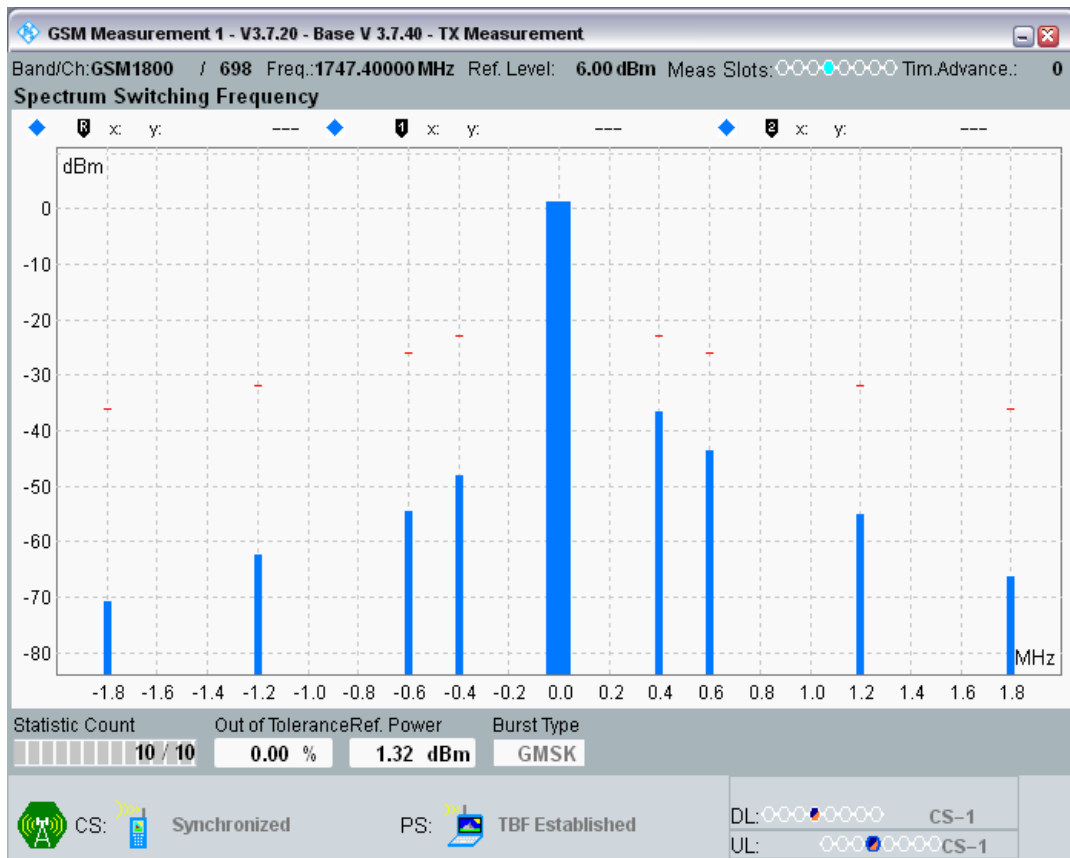 GSM Measurement 1 - V3.7.20 - Base V 3.7.40 - TX Measurement
Band/Ch:GSM1800 / 698 Freq.:1747.40000 MHz Ref. Level: 6.00 dBm Meas Slots: Tim.Advance.: 0
Spectrum Switching Frequency
R x: y: --- 1 x: y: --- 2 x: y: ---
dBm
0
-10
-20
-30
-40
-50
-60
-70
-80
MHz
-1.8 -1.6 -1.4 -1.2 -1.0 -0.8 -0.6 -0.4 -0.2 0.0 0.2 0.4 0.6 0.8 1.0 1.2 1.4 1.6 1.8
Statistic Count Out of Tolerance Ref. Power Burst Type
10 / 10 0.00 % 1.32 dBm GMSK
CS: Synchronized PS: TBF Established
DL: CS-1
UL: CS-1